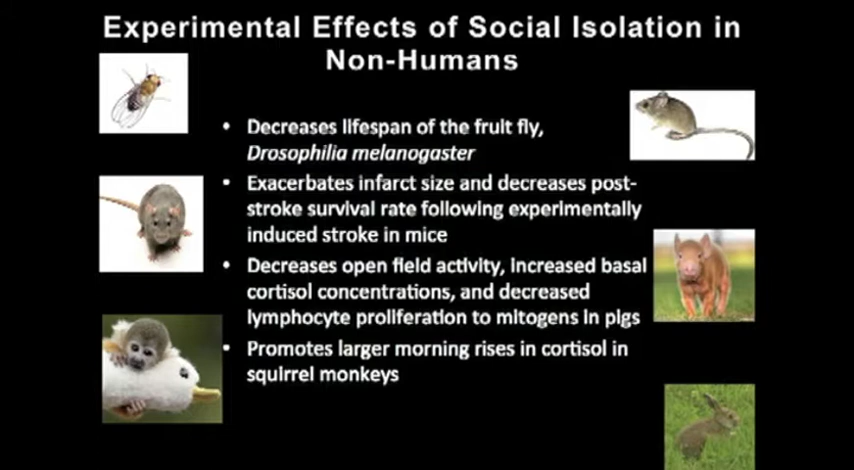 Experimental Effects of Social Isolation in
Non-Humans
• Decreases lifespan of the fruit fly,
Drosophilia melanogaster
• Exacerbates infarct size and decreases post-
stroke survival rate following experimentally
induced stroke in mice
• Decreases open field activity, increased basal
cortisol concentrations, and decreased
lymphocyte proliferation to mitogens in pigs
• Promotes larger morning rises in cortisol in
squirrel monkeys